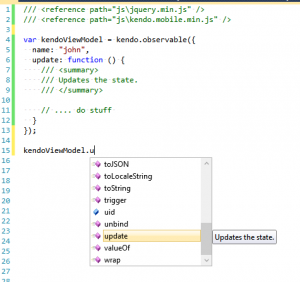 1 /// <reference path="js\jquery.min.js" />
2 /// <reference path="js\kendo.mobile.min.js" />
3
4 var kendoViewModel = kendo.observable({
5 name: "john",
6 update: function () {
7 /// <summary>
8 /// Updates the state.
9 /// </summary>
10
11 // .... do stuff
12 }
13 });
14
15 kendoViewModel.u
16 toJSON
17 toLocaleString
18 toString
19 trigger
20 uid
21 unbind
22 update Updates the state.
23 valueOf
24 wrap
25
26
27
28